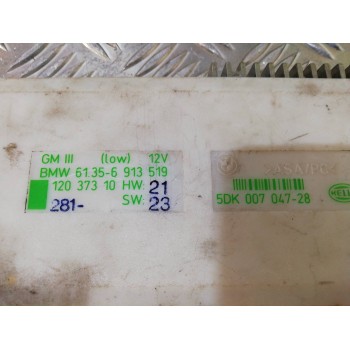 GM III (low) 12V
BMW 61.35-6 913 519
120 373 10 HW: 21
281- SW: 23
5DK 007 047-28